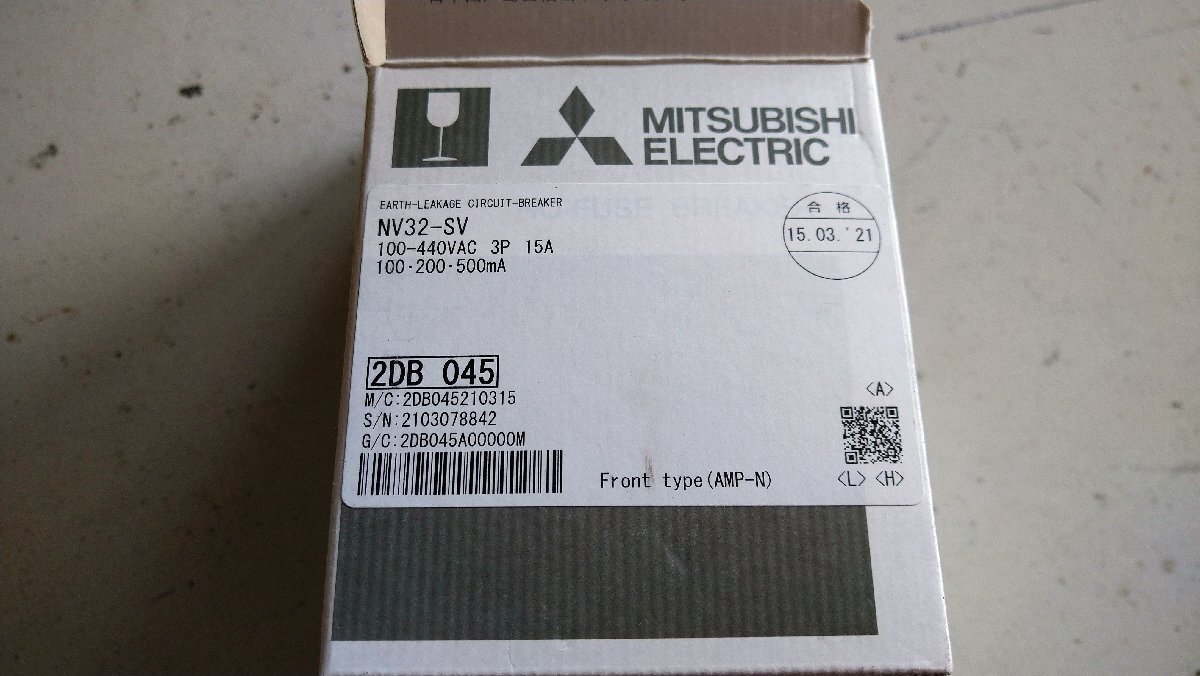 MITSUBISHI
ELECTRIC
EARTH-LEAKAGE CIRCUIT-BREAKER
NV32-SV
100-440VAC 3P 15A
100·200·500mA
合格
15.03.'21
2DB 045
M/C:2DB045210315
S/N:2103078842
G/C:2DB045A00000M
<A>
Front type(AMP-N)
<L> <H>